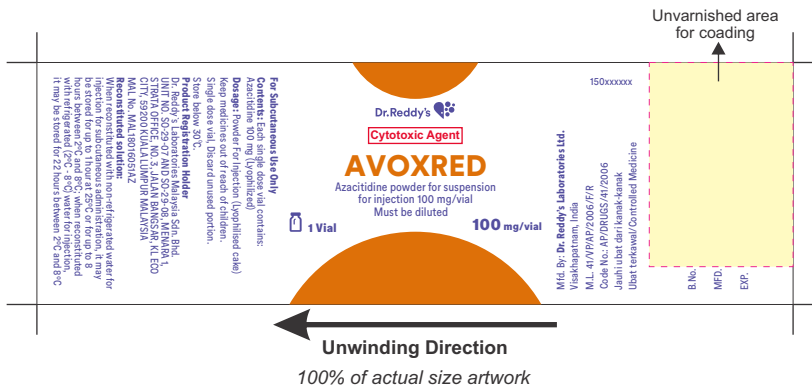 For Subcutaneous Use Only
Contents: Each single dose vial contains:
Azacitidine 100 mg (Lyophilized)
Dosage: Powder For Injection (Lyophilised cake)
Keep medicines out of reach of children.
Single dose vial. Discard unused portion.
Store below 30°C.
Product Registration Holder
Dr. Reddy's Laboratories Malaysia Sdn. Bhd.
UNIT NO. SO-29-07 AND SO-29-08, MENARA 1,
STRATA OFFICE, NO. 3, JALAN BANGSAR, KL ECO
CITY, 59200 KUALA LUMPUR MALAYSIA
MAL No. MAL18016051AZ
Reconstituted solution:
When reconstituted with non-refrigerated water for
injection for subcutaneous administration, it may
be stored for up to 1 hour at 25°C or for up to 8
hours between 2°C and 8°C; when reconstituted
with refrigerated (2°C - 8°C) water for injection,
it may be stored for 22 hours between 2°C and 8°C
Dr.Reddy's
Cytotoxic Agent
AVOXRED
Azacitidine powder for suspension
for injection 100 mg/vial
Must be diluted
1 Vial
100 mg/vial
Mfd. By: Dr. Reddy's Laboratories Ltd.
Visakhapatnam, India
M.L. 41/VP/AP/2006/F/R
Code No.: AP/DRUGS/41/2006
Jauhi ubat dari kanak-kanak
Ubat terkawal/Controlled Medicine
150xxxxxx
Unvarnished area
for coading
B.No.
MFD.
EXP.
Unwinding Direction
100% of actual size artwork